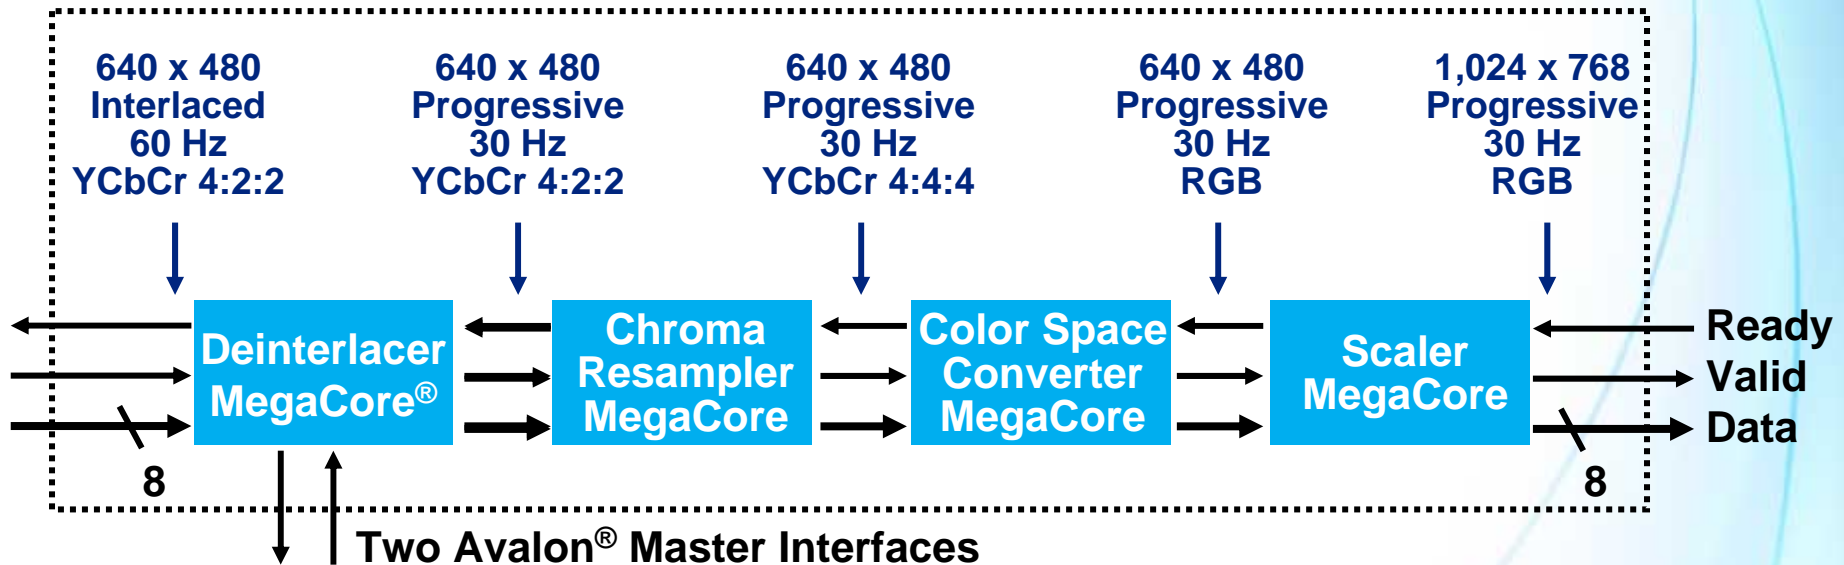 640 x 480
Interlaced
60 Hz
YCbCr 4:2:2
640 x 480
Progressive
30 Hz
YCbCr 4:2:2
640 x 480
Progressive
30 Hz
YCbCr 4:4:4
640 x 480
Progressive
30 Hz
RGB
1,024 x 768
Progressive
30 Hz
RGB
Deinterlacer
MegaCore®
Chroma
Resampler
MegaCore
Color Space
Converter
MegaCore
Scaler
MegaCore
Ready
Valid
Data
8
8
Two Avalon® Master Interfaces